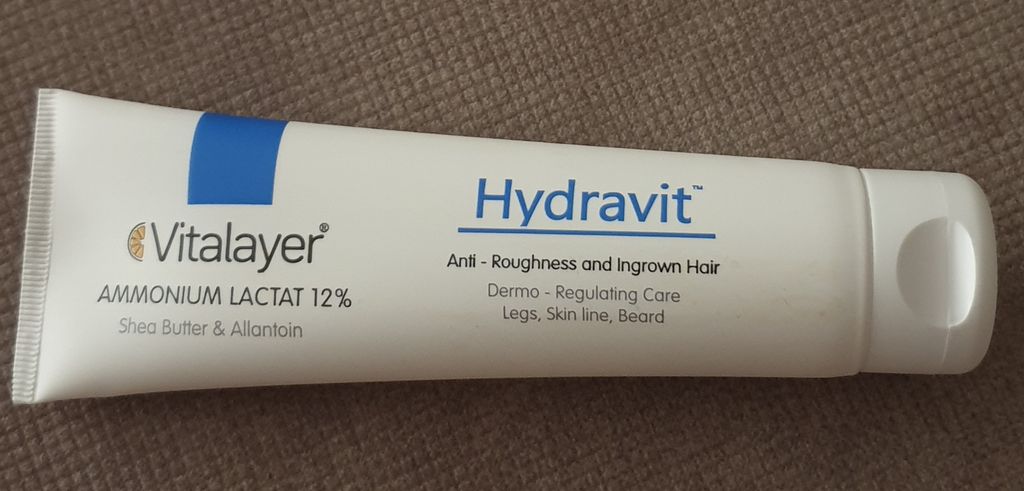 Vitalayer®
AMMONIUM LACTAT 12%
Shea Butter & Allantoin
Hydravit™
Anti - Roughness and Ingrown Hair
Dermo - Regulating Care
Legs, Skin line, Beard